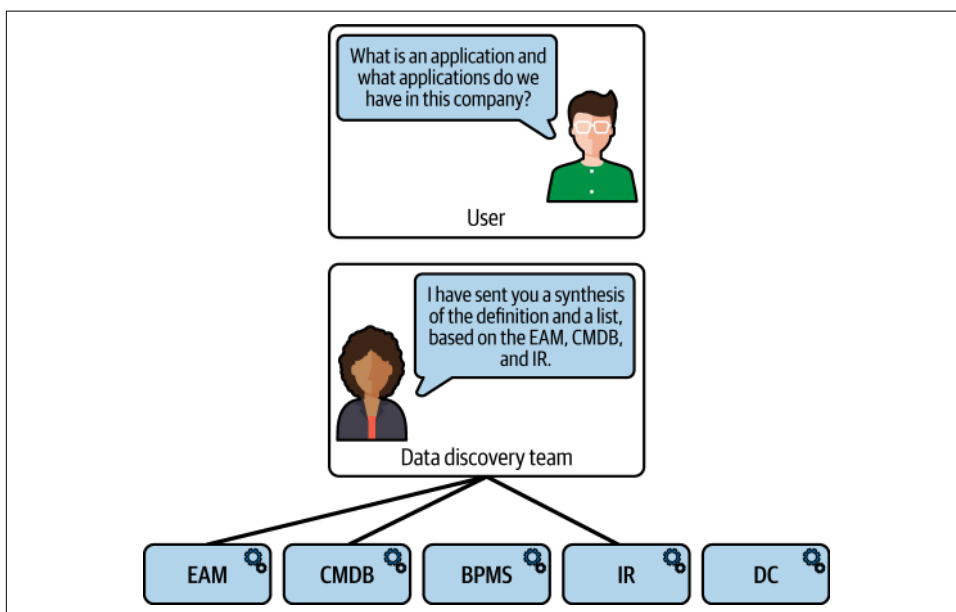 What is an application and
what applications do we
have in this company?
User
I have sent you a synthesis
of the definition and a list,
based on the EAM, CMDB,
and IR.
Data discovery team
EAM
CMDB
BPMS
IR
DC